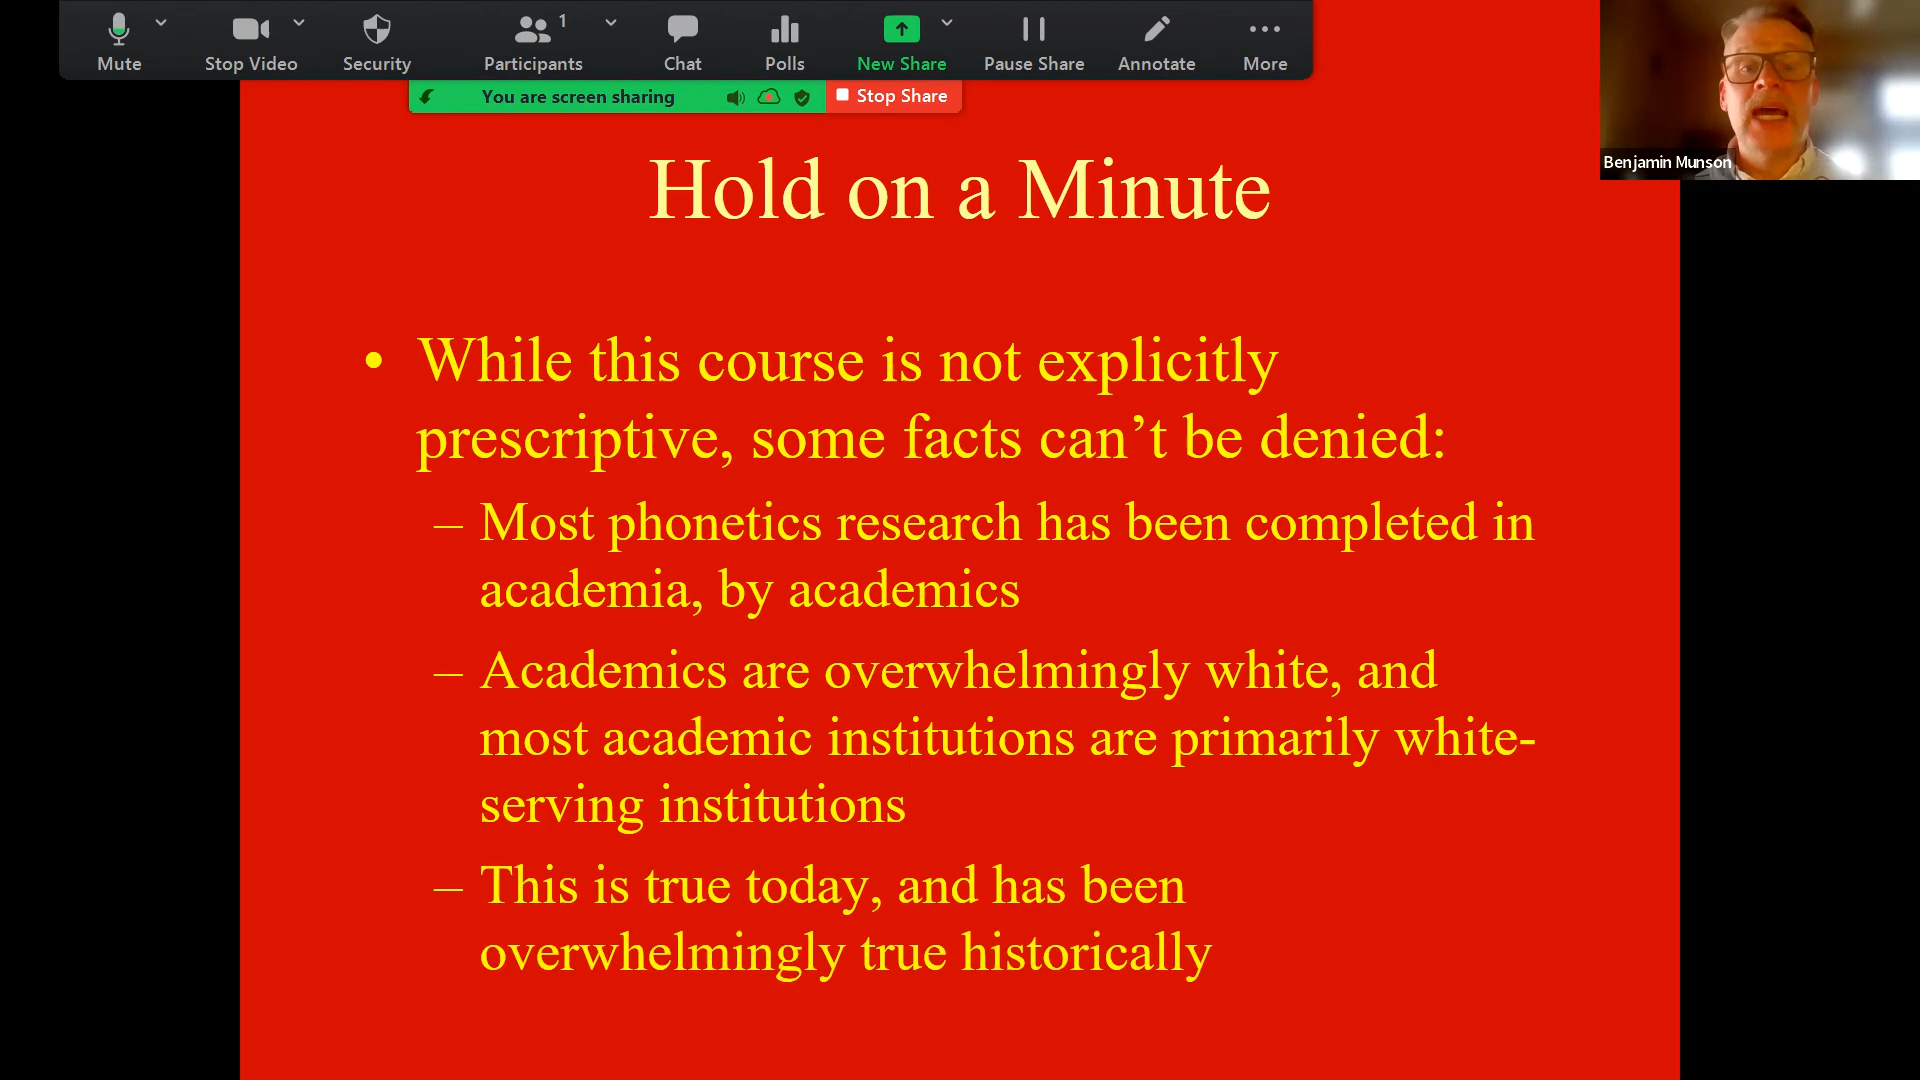 Mute
Stop Video
Security
Participants
1
Chat
Polls
New Share
Pause Share
Annotate
More
You are screen sharing
Stop Share
Benjamin Munson
Hold on a Minute
• While this course is not explicitly
prescriptive, some facts can’t be denied:
– Most phonetics research has been completed in
academia, by academics
– Academics are overwhelmingly white, and
most academic institutions are primarily white-
serving institutions
– This is true today, and has been
overwhelmingly true historically